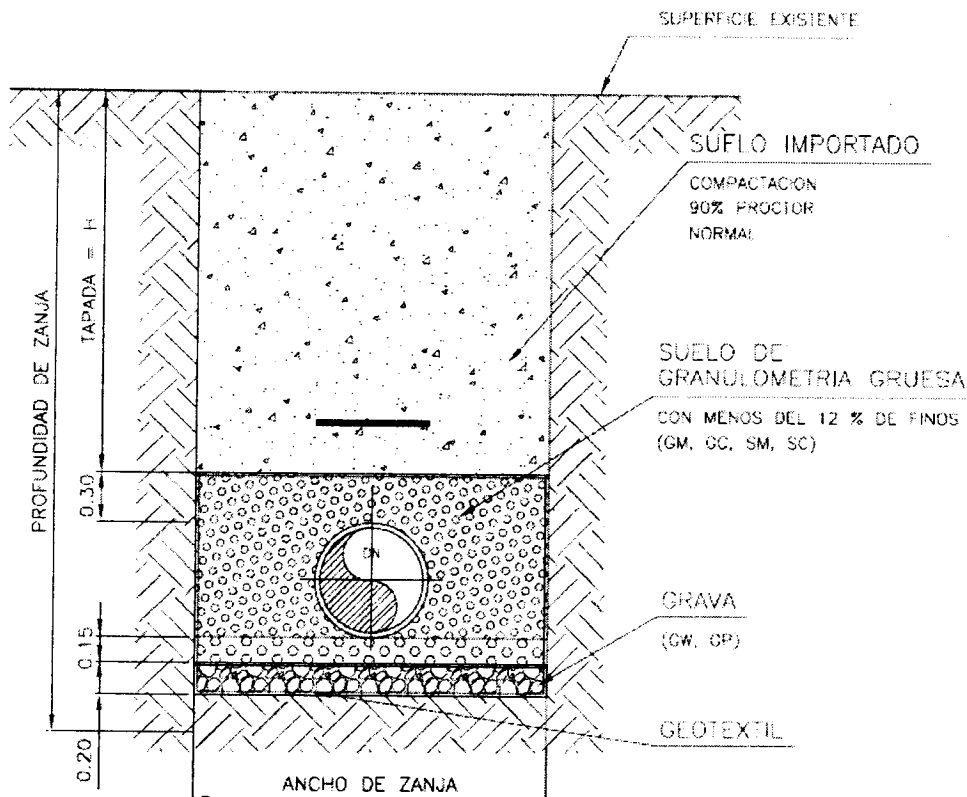 SUPERFICIE EXISTENTE
SUELO IMPORTADO
COMPACTACION
90% PROCTOR
NORMAL
PROFUNDIDAD DE ZANJA
TAPADA = H
SUELO DE
GRANULOMETRIA GRUESA
CON MENOS DEL 12 % DE FINOS
(GM, GC, SM, SC)
0.30
DN
0.15
GRAVA
(GW, GP)
GEOTEXTIL
0.20
ANCHO DE ZANJA